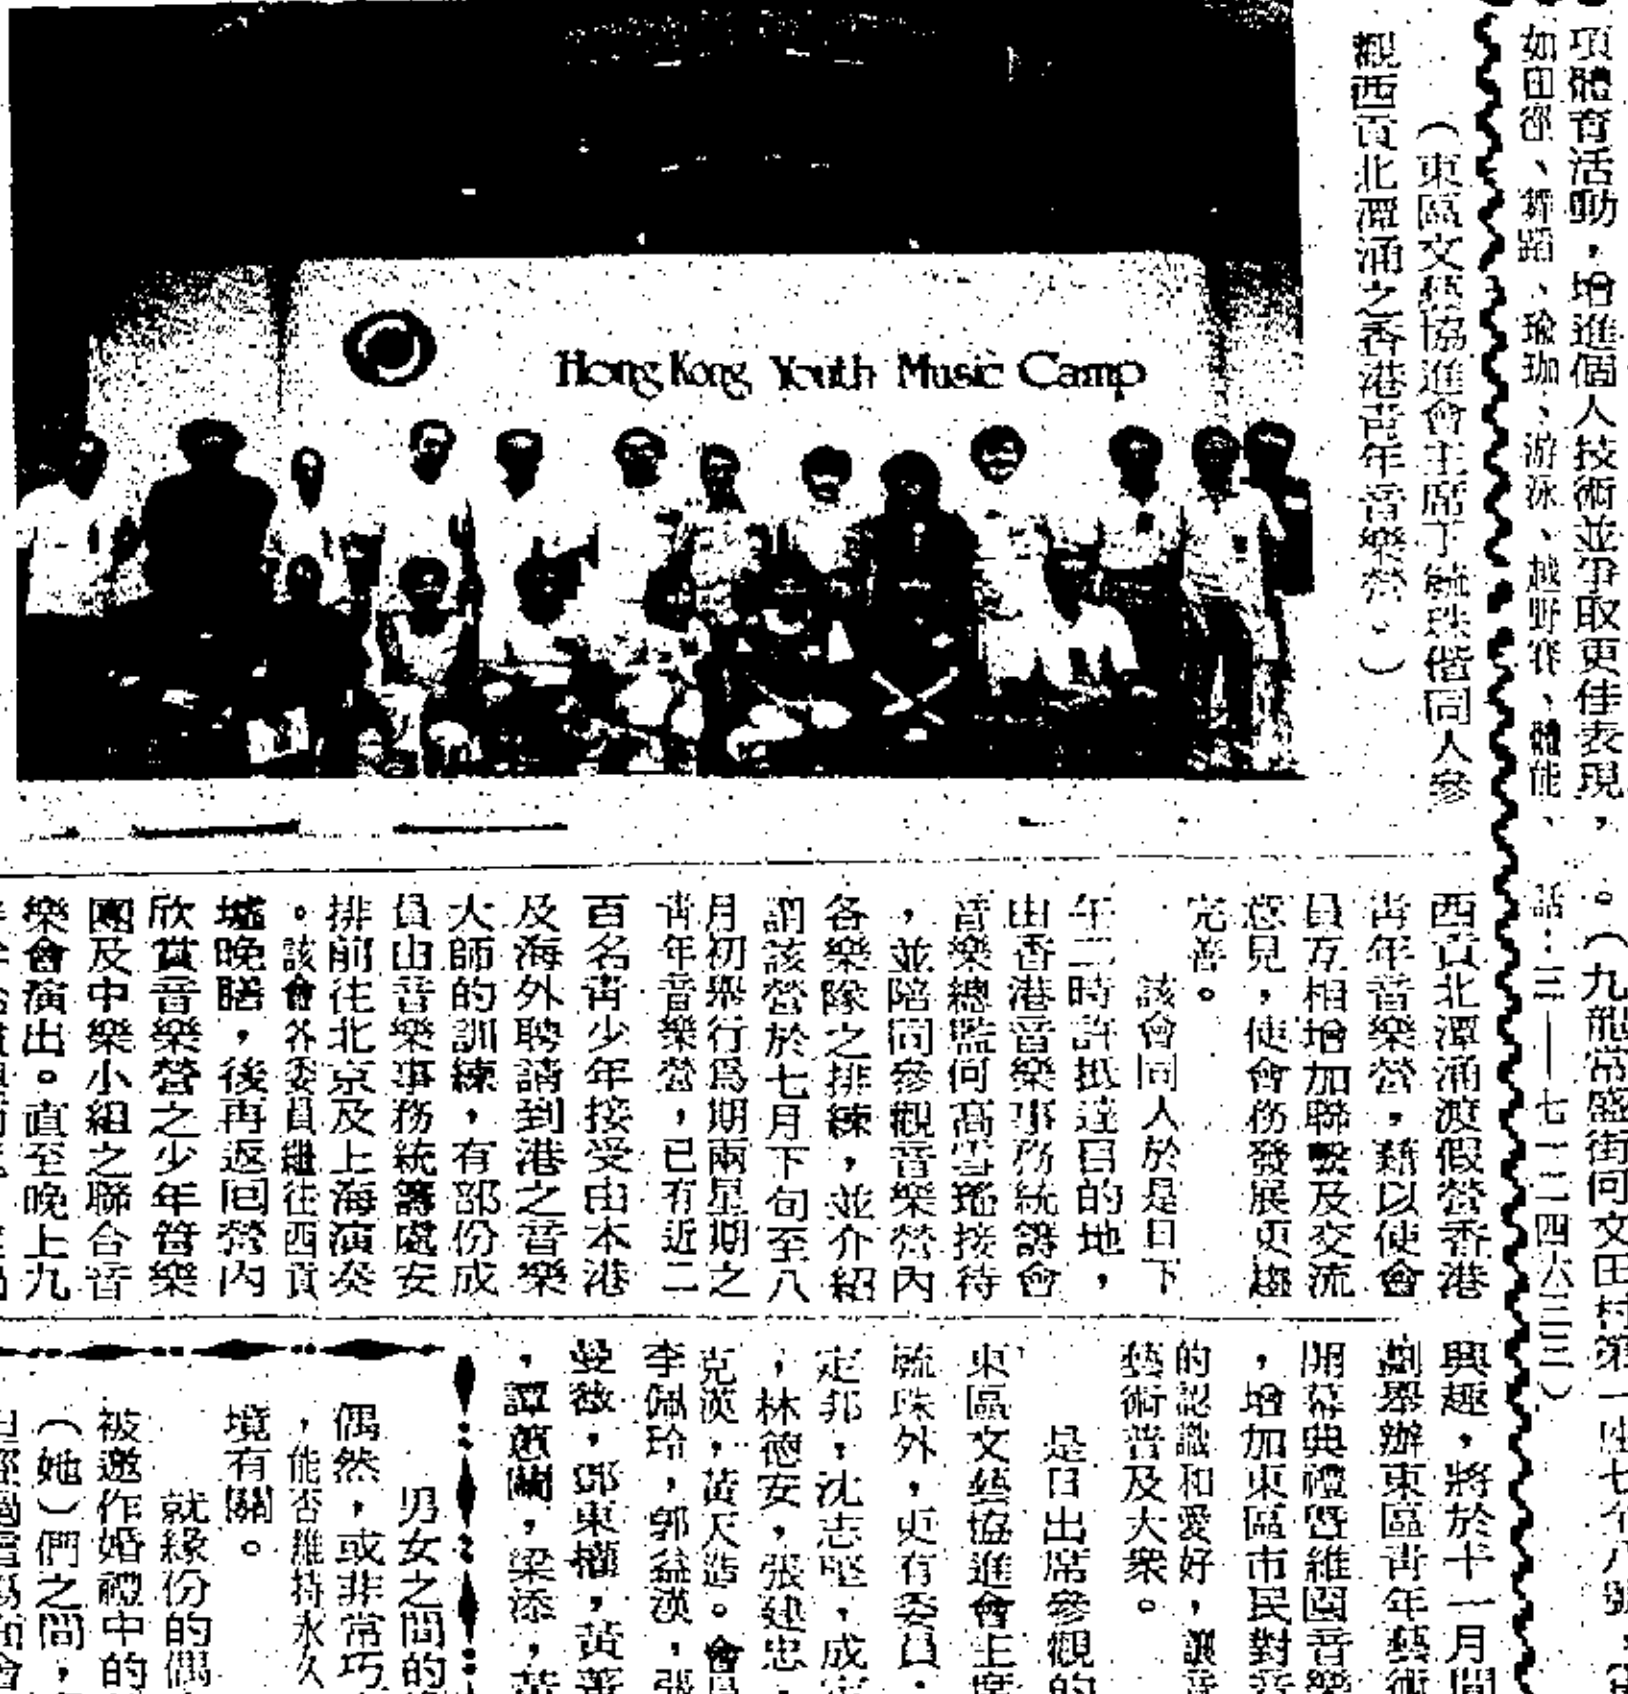 項體育活動，增進個人技術並爭取更佳表現，
如田徑、舞蹈、瑜珈、游泳、越野賽、體能、
（東區文藝協進會主席丁毓珠偕同人參
觀西貢北潭涌之香港青年音樂營。）
Hong Kong Youth Music Camp
。（九龍常盛街何文田村第一座七
話：三——七一二四六三三）
西貢北潭涌渡假營香港
青年音樂營，藉以使會
員互相增加聯繫及交流
意見，使會務發展更趨
完善。
該會同人於是日下
午二時許抵達目的地，
由香港音樂事務統籌會
音樂總監何高雪瑤接待
，並陪同參觀音樂營內
各樂隊之排練，並介紹
謂該營於七月下旬至八
月初舉行爲期兩星期之
青年音樂營，已有近二
百名青少年接受由本港
及海外聘請到港之音樂
大師的訓練，有部份成
員由音樂事務統籌處安
排前往北京及上海演奏
。該會各委員繼往西貢
墟晚膳，後再返回營內
欣賞音樂營之少年管樂
團及中樂小組之聯合音
樂會演出。直至晚上九
興趣，將於十一月間
劃舉辦東區青年藝術
開幕典禮暨維園音樂
，增加東區市民對音
的認識和愛好，讓音
藝術普及大衆。
是日出席參觀的
東區文藝協進會主席
毓珠外，更有委員：
定邦，沈志堅，成
，林德安，張建忠，
克漢，黃天造。會員
李佩玲，郭益漢，張
曼薇，鄭東權，黃
，譚蕙蘭，梁添，黃
男女之間的
偶然，或非常巧
，能否維持永久
境有關。
就緣份的偶
被邀作婚禮中的
（她）們之間，